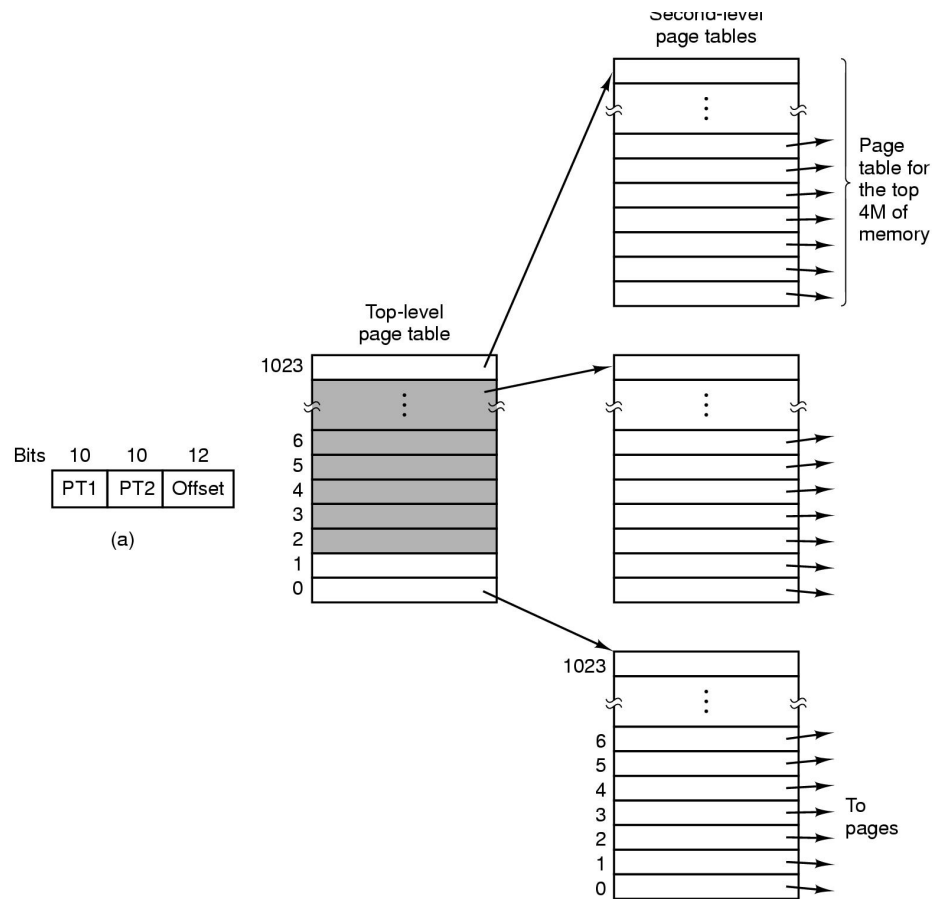 Second-level
page tables
Page
table for
the top
4M of
memory
Top-level
page table
1023
6
5
4
3
2
1
0
Bits 10 10 12
PT1 PT2 Offset
(a)
1023
6
5
4
3
2
1
0
To
pages